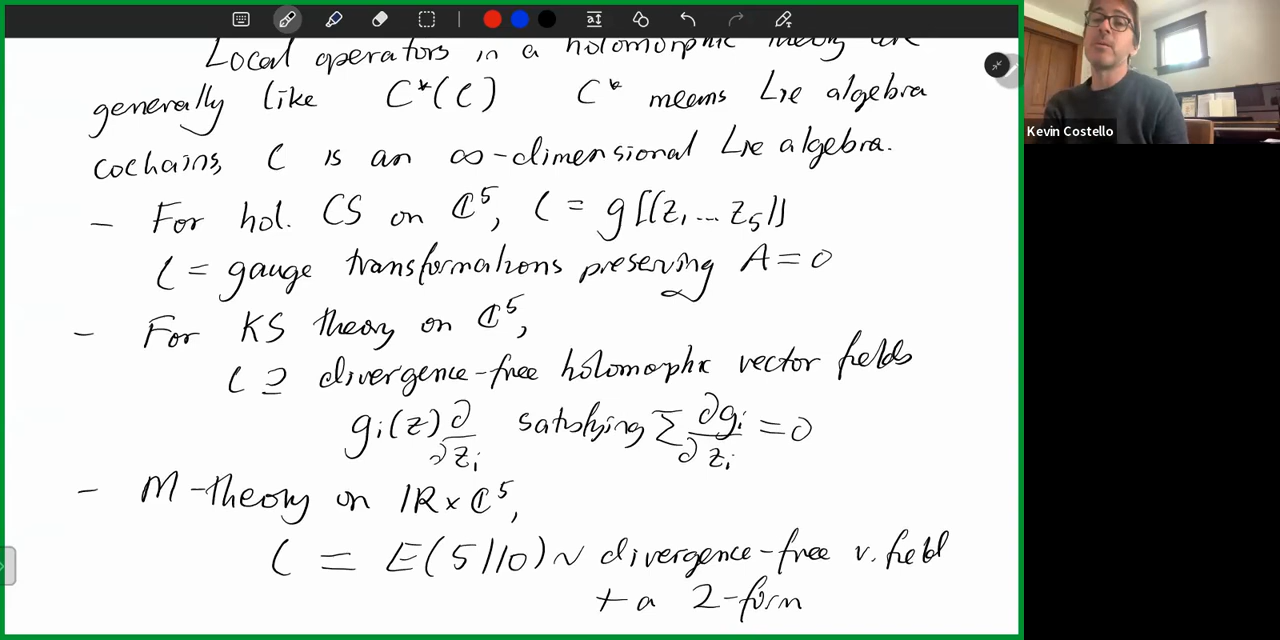 Local operators in a holomorphic theory are
generally like C*(L) C* means Lie algebra
cochains, L is an ∞-dimensional Lie algebra.
- For hol. CS on ℂ⁵, L = g[[z₁ ... z₅]]
L = gauge transformations preserving A = 0
- For KS theory on ℂ⁵,
L ⊇ divergence-free holomorphic vector fields
gᵢ(z) ∂/∂zᵢ satisfying Σ ∂gᵢ/∂zᵢ = 0
- M-theory on ℝ × ℂ⁵,
L = E(5|10) ~ divergence-free v. field
+ a 2-form
Kevin Costello